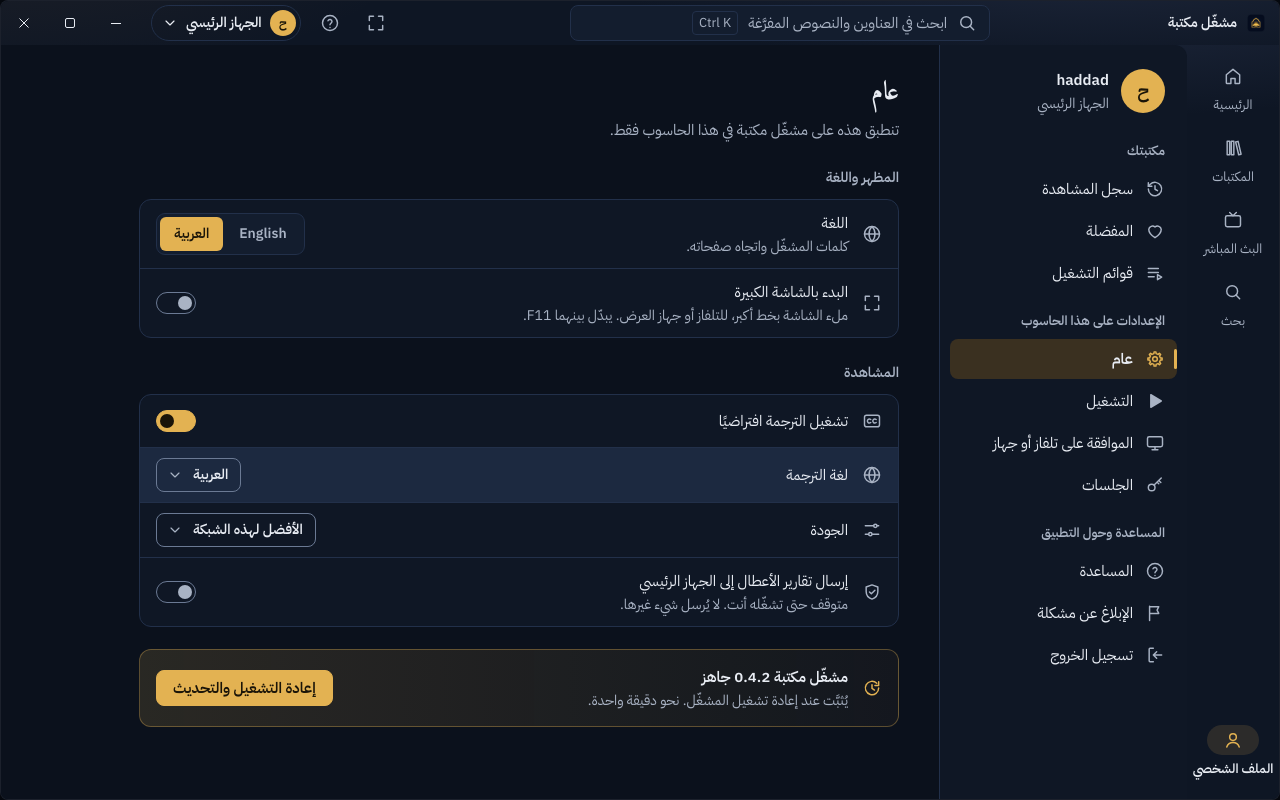 مشغّل مكتبة
ابحث في العناوين والنصوص المفرَّغة
Ctrl K
الجهاز الرئيسي
ح
الرئيسية
المكتبات
البث المباشر
بحث
الملف الشخصي
ح
haddad
الجهاز الرئيسي
مكتبتك
سجل المشاهدة
المفضلة
قوائم التشغيل
الإعدادات على هذا الحاسوب
عام
التشغيل
الموافقة على تلفاز أو جهاز
الجلسات
المساعدة وحول التطبيق
المساعدة
الإبلاغ عن مشكلة
تسجيل الخروج
عام
تنطبق هذه على مشغّل مكتبة في هذا الحاسوب فقط.
المظهر واللغة
اللغة
كلمات المشغّل واتجاه صفحاته.
English
العربية
البدء بالشاشة الكبيرة
ملء الشاشة بخط أكبر، للتلفاز أو جهاز العرض. يبدّل بينهما F11.
المشاهدة
تشغيل الترجمة افتراضيًا
لغة الترجمة
العربية
الجودة
الأفضل لهذه الشبكة
إرسال تقارير الأعطال إلى الجهاز الرئيسي
متوقف حتى تشغّله أنت. لا يُرسل شيء غيرها.
مشغّل مكتبة 0.4.2 جاهز
يُثبَّت عند إعادة تشغيل المشغّل. نحو دقيقة واحدة.
إعادة التشغيل والتحديث